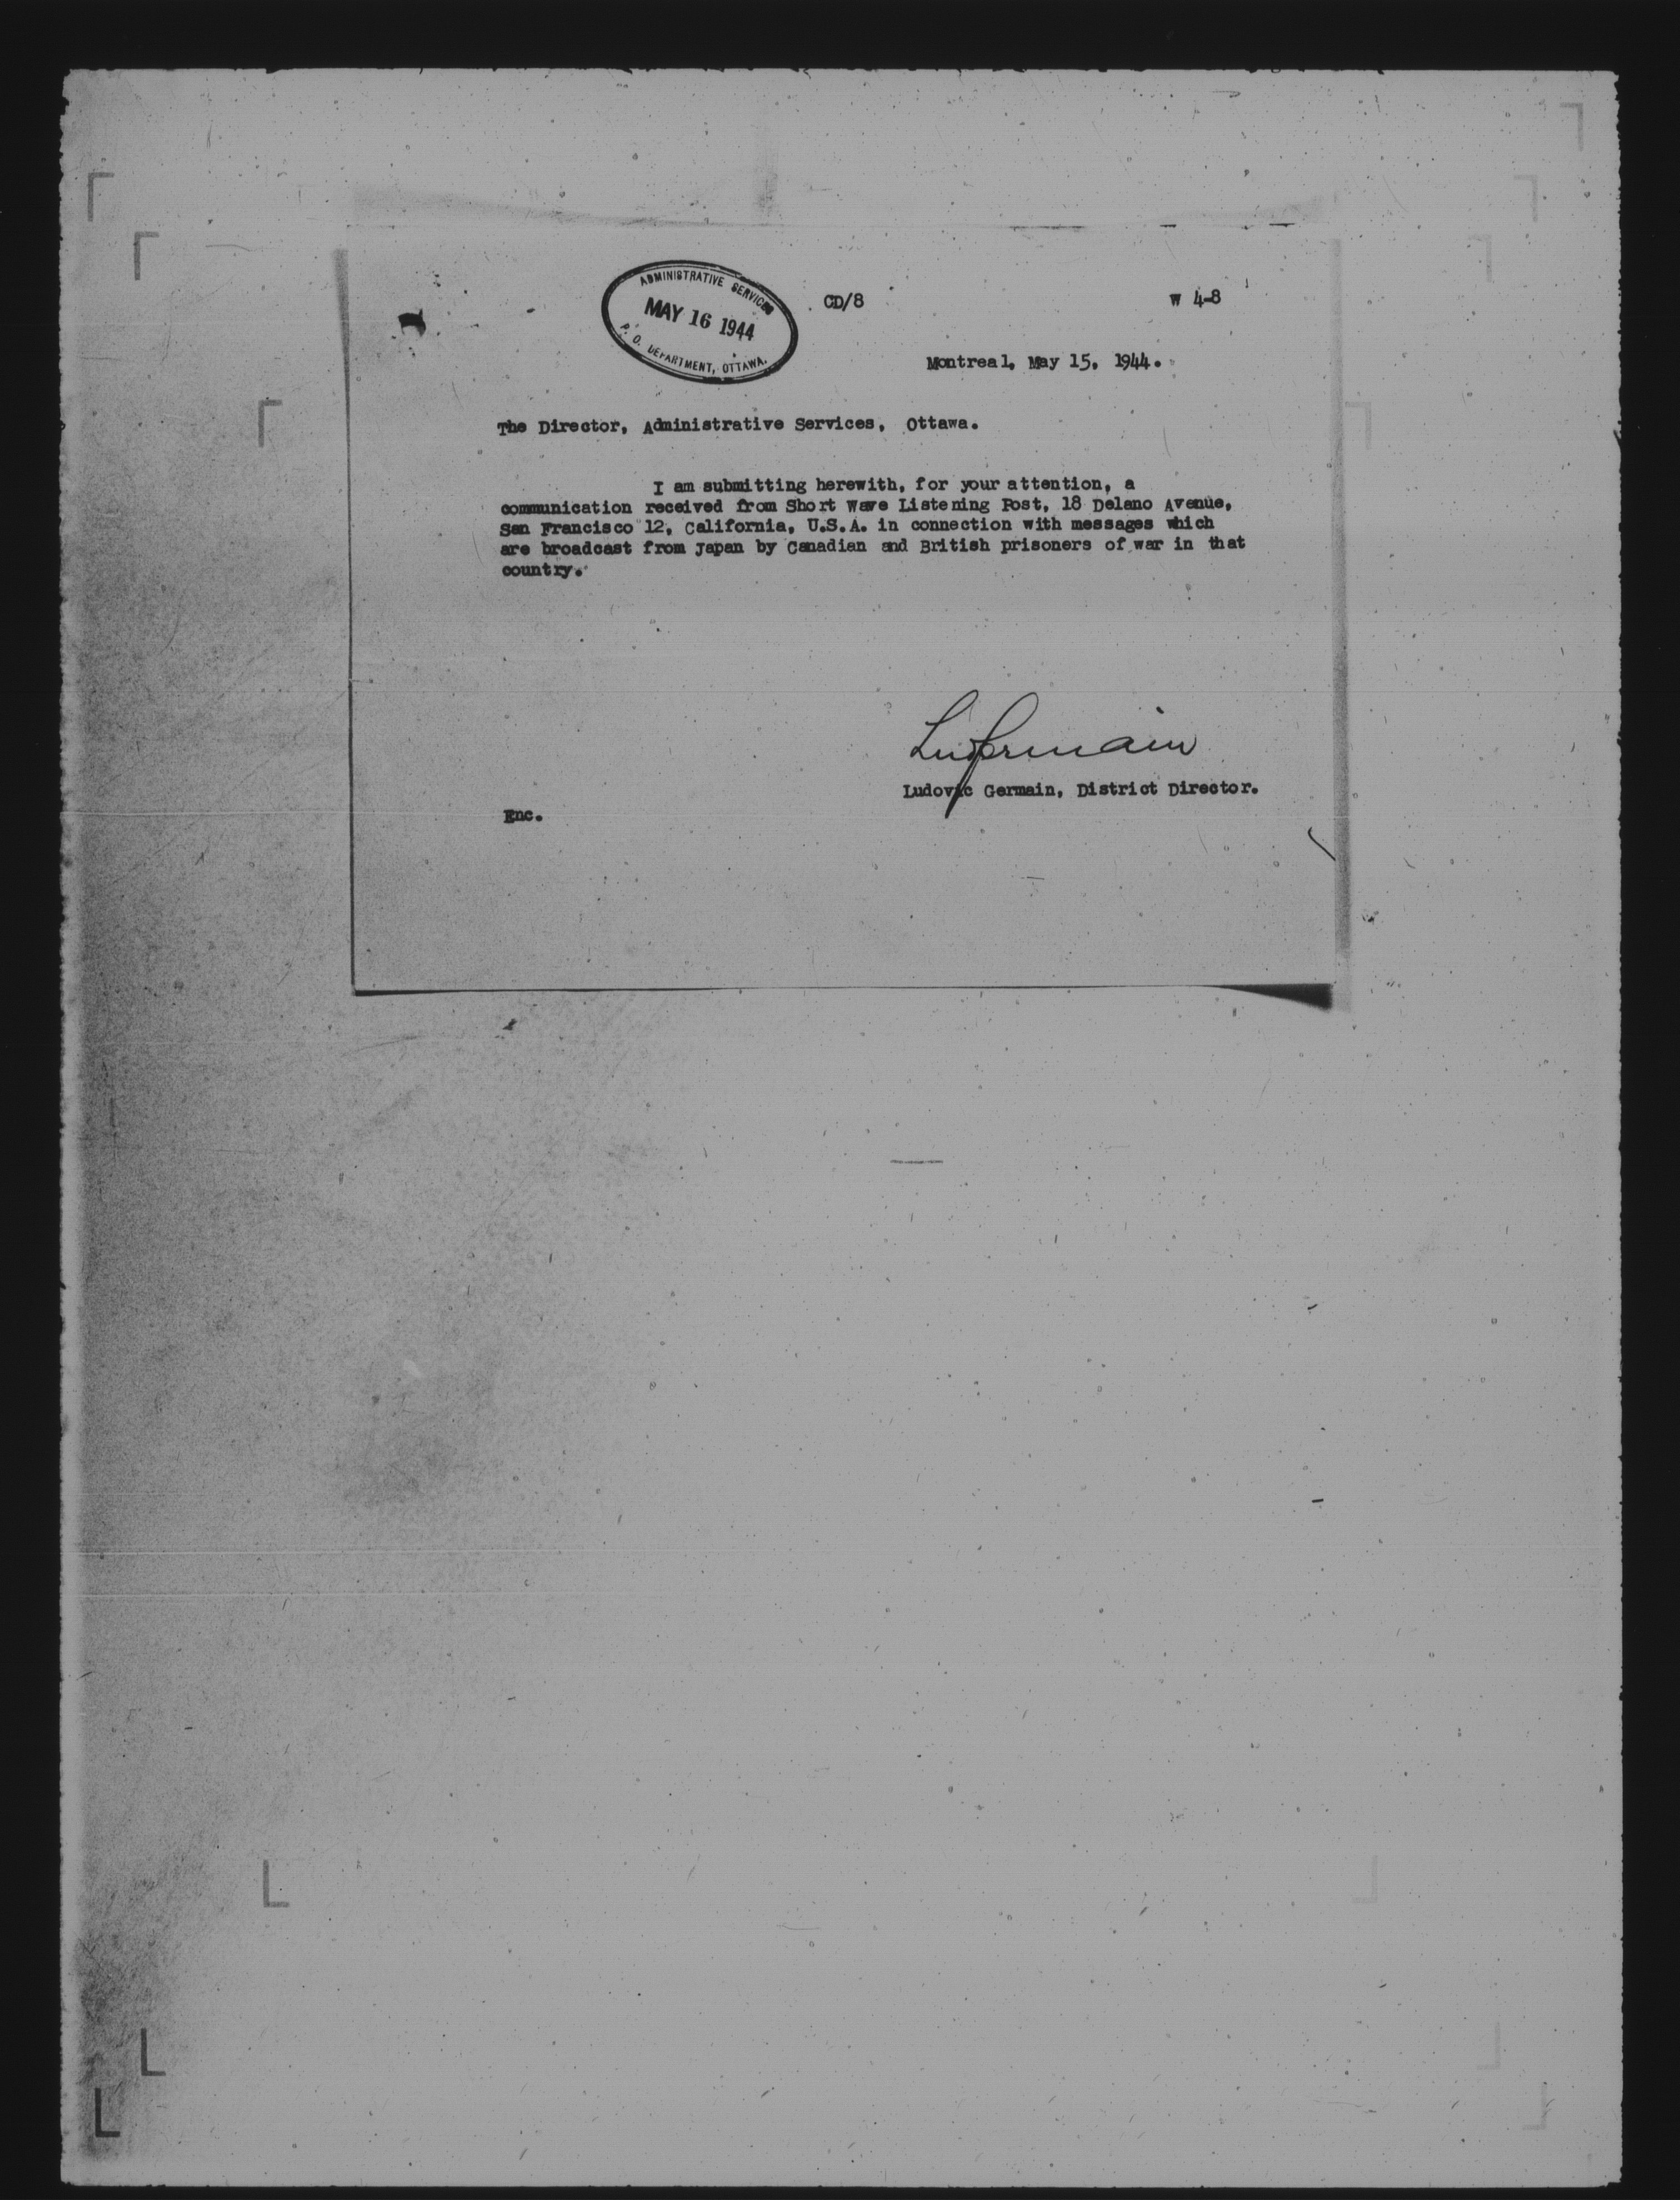 ADMINISTRATIVE SERVICES
MAY 16 1944
P. O. DEPARTMENT, OTTAWA.
CD/8
W 4-8
Montreal, May 15, 1944.
The Director, Administrative Services, Ottawa.
I am submitting herewith, for your attention, a
communication received from Short Wave Listening Post, 18 Delano Avenue,
San Francisco 12, California, U.S.A. in connection with messages which
are broadcast from Japan by Canadian and British prisoners of war in that
country.
LudGermain
Ludovic Germain, District Director.
Enc.